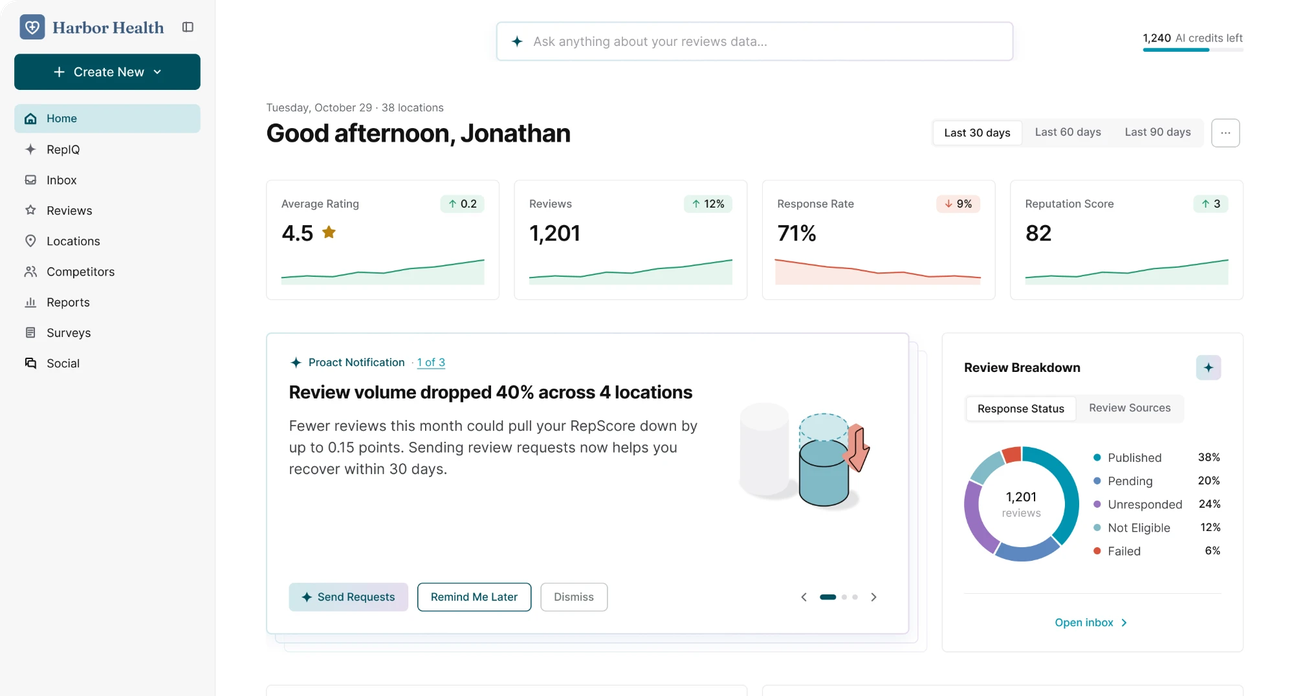 Harbor Health
Create New
Home
RepIQ
Inbox
Reviews
Locations
Competitors
Reports
Surveys
Social
Ask anything about your reviews data...
1,240 AI credits left
Tuesday, October 29 · 38 locations
Good afternoon, Jonathan
Last 30 days Last 60 days Last 90 days ...
Average Rating ↑ 0.2
4.5
Reviews ↑ 12%
1,201
Response Rate ↓ 9%
71%
Reputation Score ↑ 3
82
Proact Notification · 1 of 3
Review volume dropped 40% across 4 locations
Fewer reviews this month could pull your RepScore down by
up to 0.15 points. Sending review requests now helps you
recover within 30 days.
Send Requests Remind Me Later Dismiss
Review Breakdown
Response Status Review Sources
1,201
reviews
Published 38%
Pending 20%
Unresponded 24%
Not Eligible 12%
Failed 6%
Open inbox